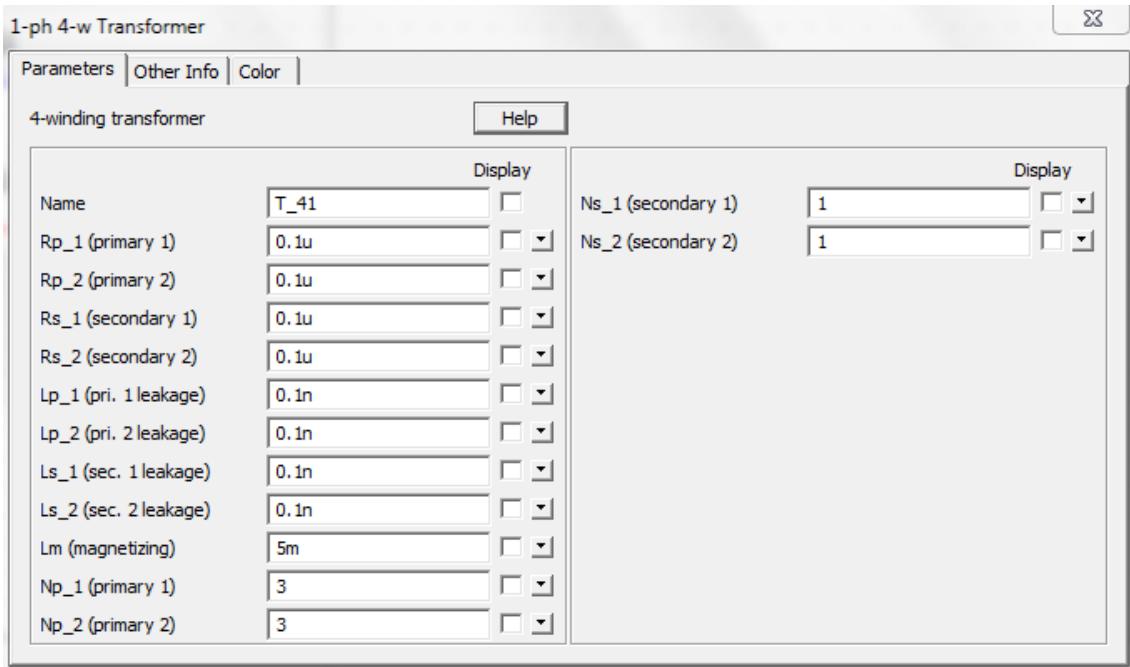 1-ph 4-w Transformer
Parameters Other Info Color
4-winding transformer Help
Display
Name T_41
Rp_1 (primary 1) 0.1u
Rp_2 (primary 2) 0.1u
Rs_1 (secondary 1) 0.1u
Rs_2 (secondary 2) 0.1u
Lp_1 (pri. 1 leakage) 0.1n
Lp_2 (pri. 2 leakage) 0.1n
Ls_1 (sec. 1 leakage) 0.1n
Ls_2 (sec. 2 leakage) 0.1n
Lm (magnetizing) 5m
Np_1 (primary 1) 3
Np_2 (primary 2) 3
Display
Ns_1 (secondary 1) 1
Ns_2 (secondary 2) 1